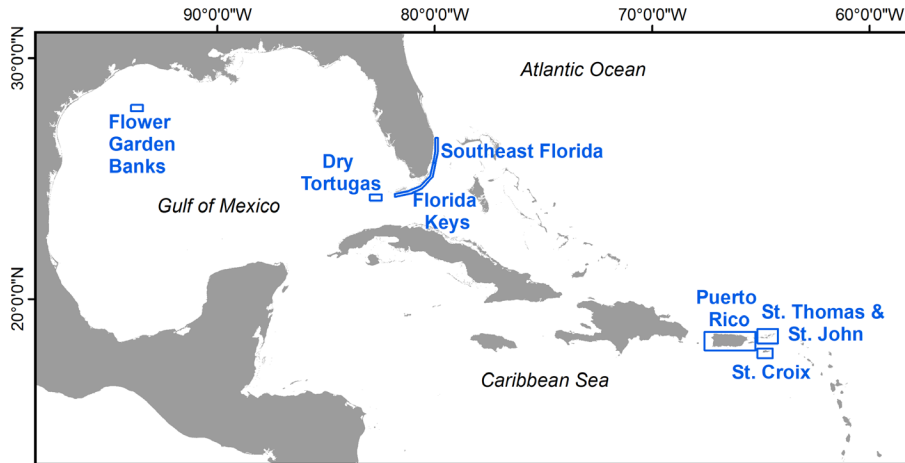 90°0'0"W
80°0'0"W
70°0'0"W
60°0'0"W
30°0'0"N
20°0'0"N
Atlantic Ocean
Flower
Garden
Banks
Southeast Florida
Dry
Tortugas
Florida
Keys
Gulf of Mexico
Puerto
Rico
St. Thomas &
St. John
St. Croix
Caribbean Sea